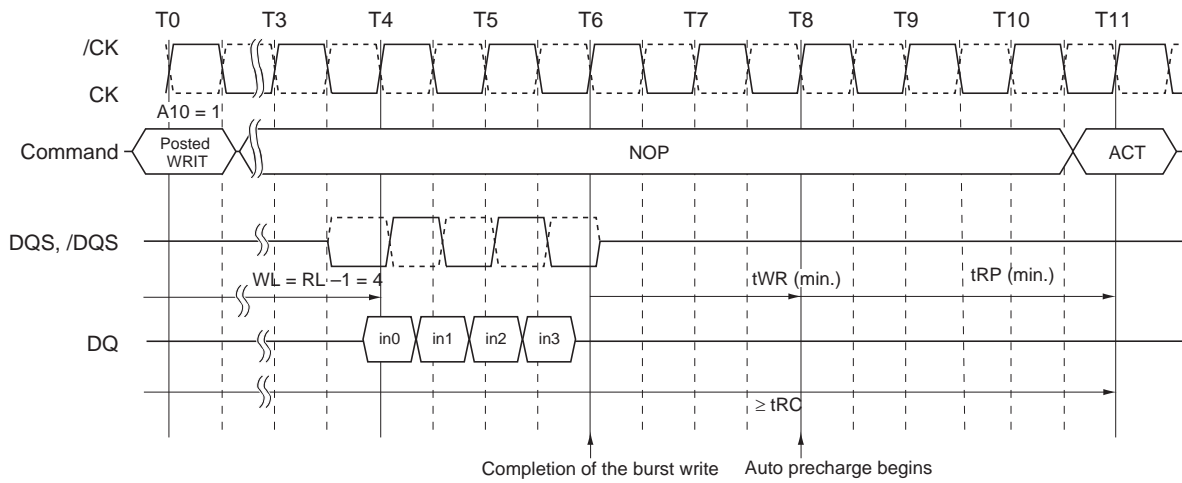 T0 T3 T4 T5 T6 T7 T8 T9 T10 T11
/CK
CK
A10 = 1
Command
Posted
WRIT
NOP
ACT
DQS, /DQS
WL = RL –1 = 4
tWR (min.)
tRP (min.)
DQ
in0 in1 in2 in3
≥ tRC
Completion of the burst write
Auto precharge begins